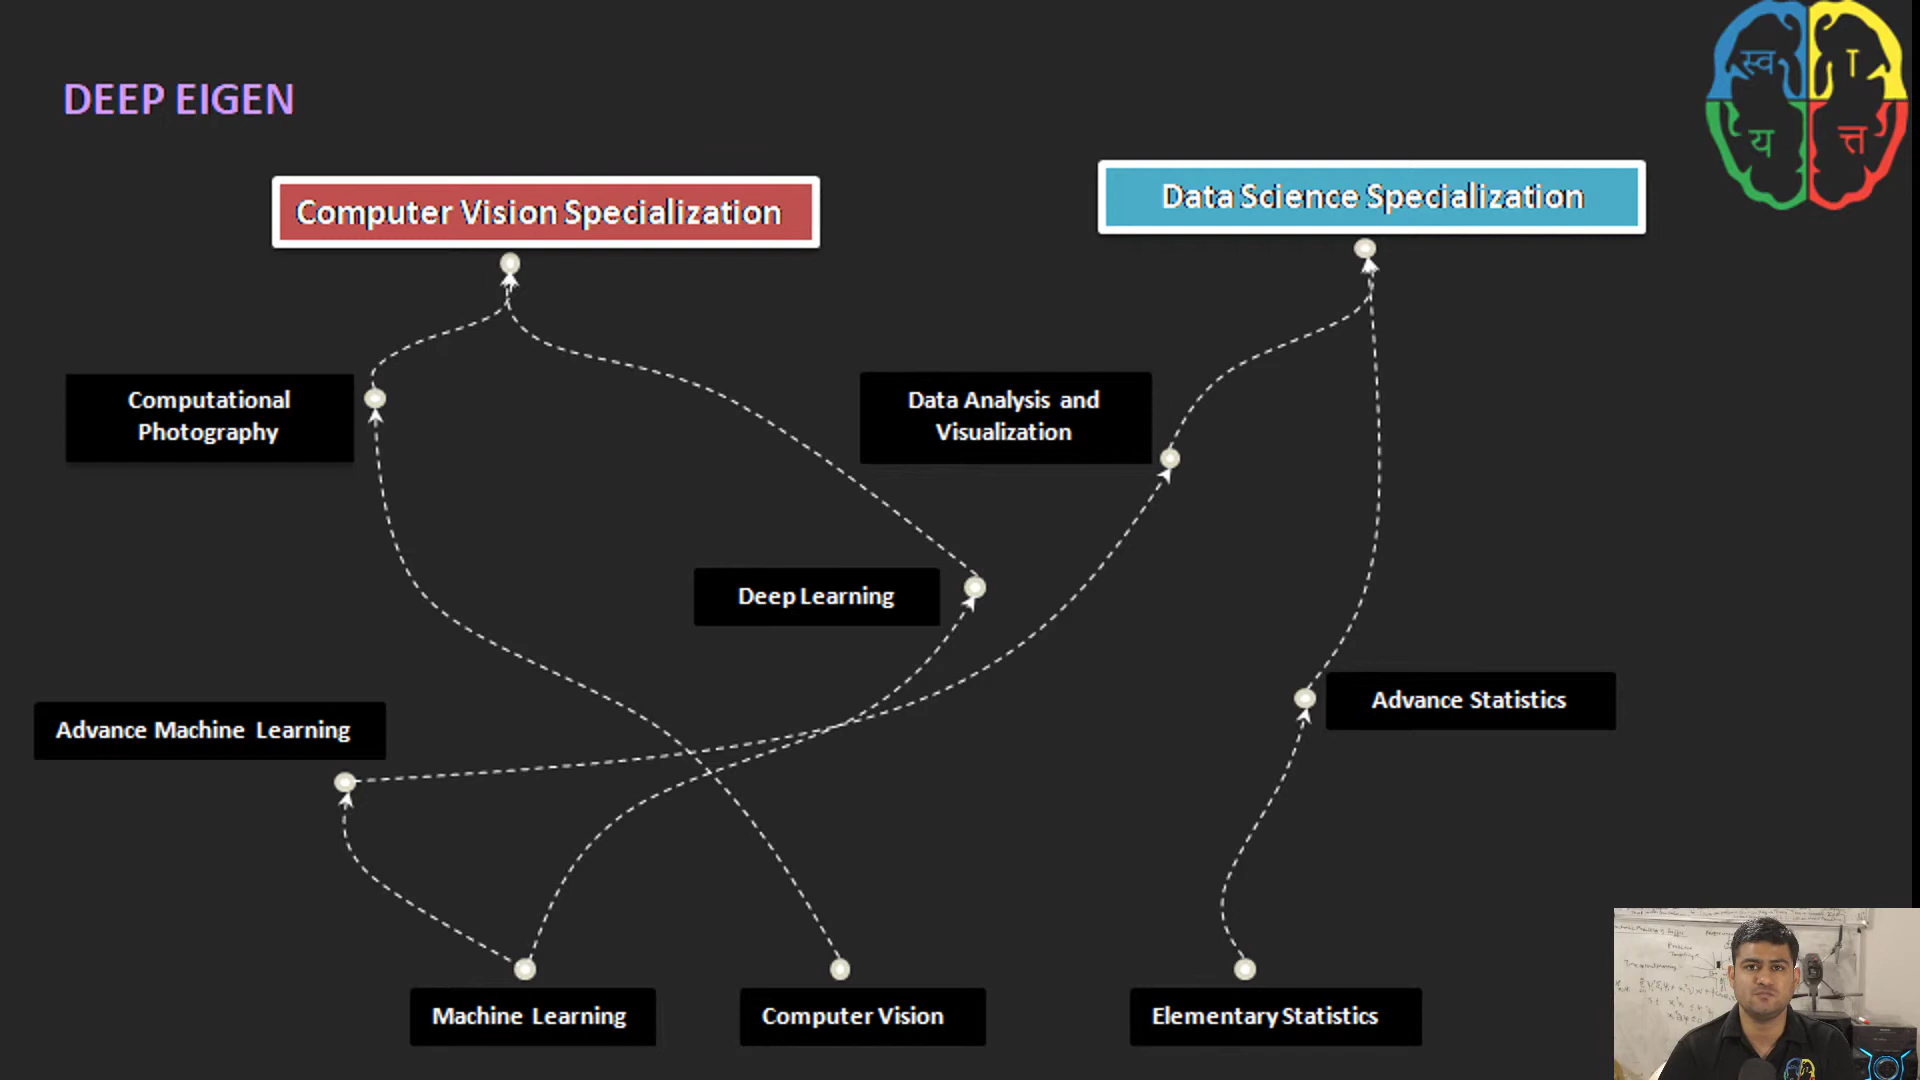 DEEP EIGEN
स्व
T
य
त्त
Computer Vision Specialization
Data Science Specialization
Computational
Photography
Data Analysis and
Visualization
Deep Learning
Advance Machine Learning
Advance Statistics
Machine Learning
Computer Vision
Elementary Statistics